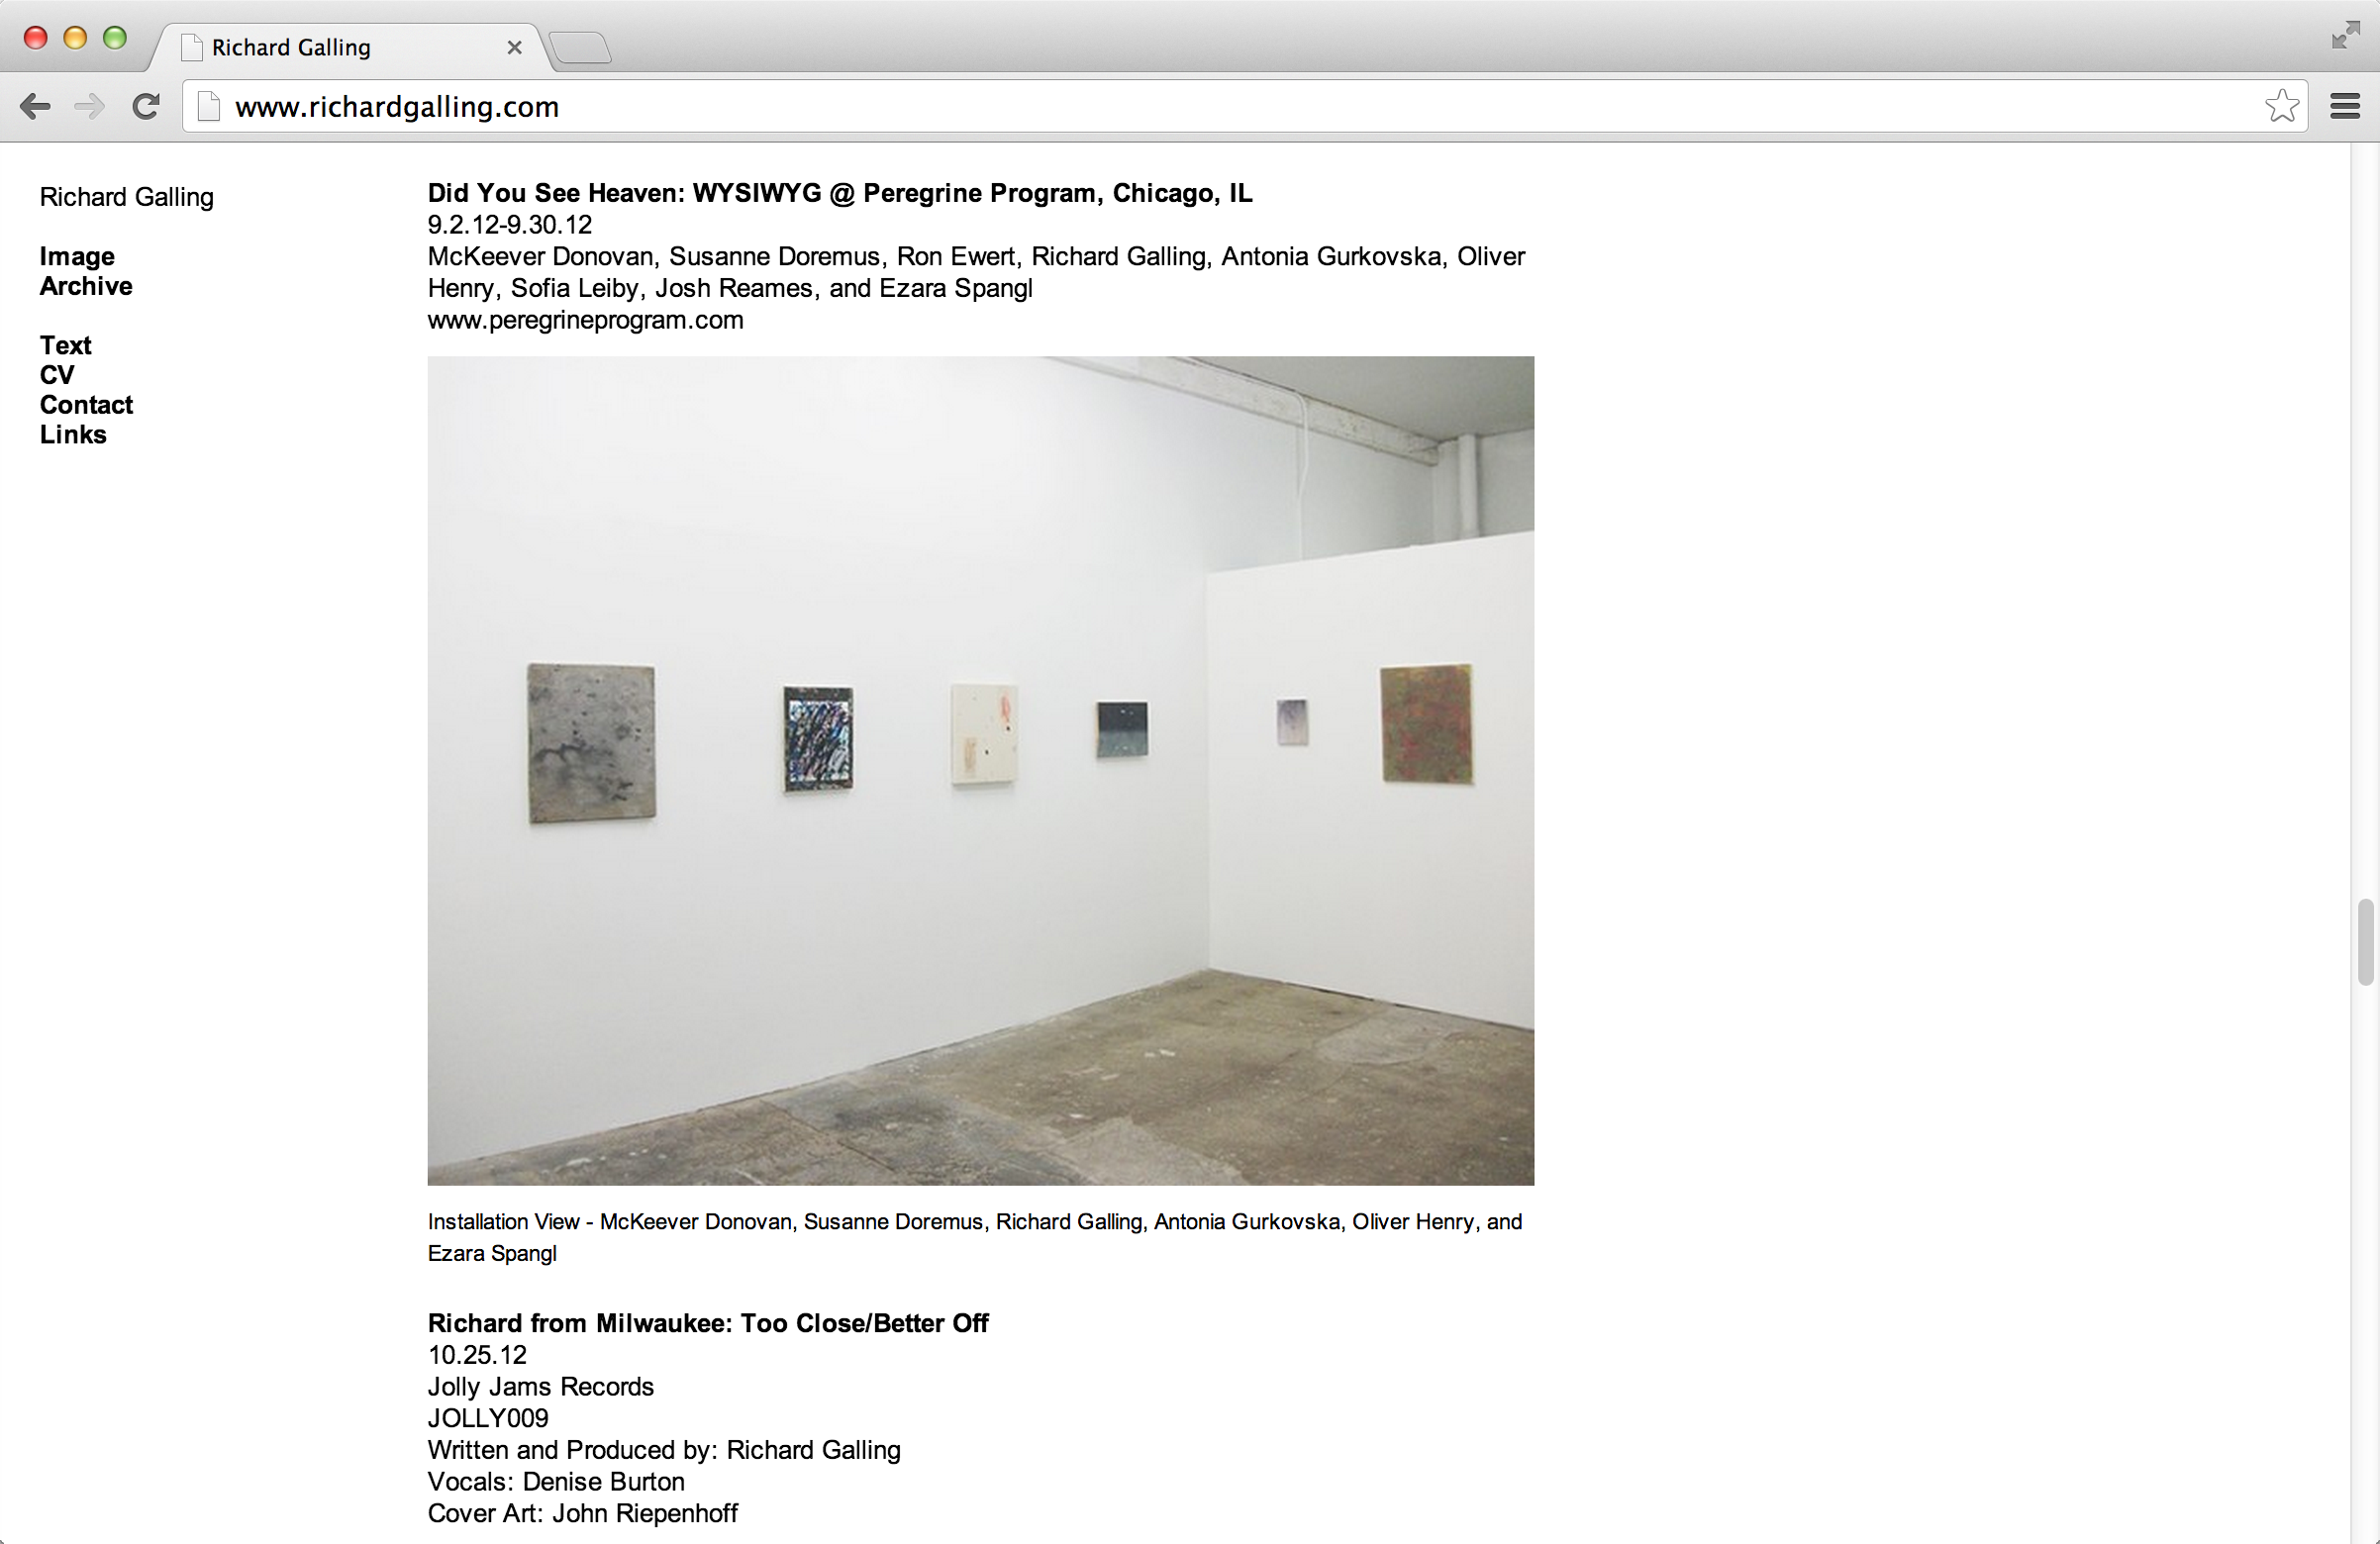 Richard Galling
www.richardgalling.com
Richard Galling
Image
Archive
Text
CV
Contact
Links
Did You See Heaven: WYSIWYG @ Peregrine Program, Chicago, IL
9.2.12-9.30.12
McKeever Donovan, Susanne Doremus, Ron Ewert, Richard Galling, Antonia Gurkovska, Oliver
Henry, Sofia Leiby, Josh Reames, and Ezara Spangl
www.peregrineprogram.com
Installation View - McKeever Donovan, Susanne Doremus, Richard Galling, Antonia Gurkovska, Oliver Henry, and
Ezara Spangl
Richard from Milwaukee: Too Close/Better Off
10.25.12
Jolly Jams Records
JOLLY009
Written and Produced by: Richard Galling
Vocals: Denise Burton
Cover Art: John Riepenhoff